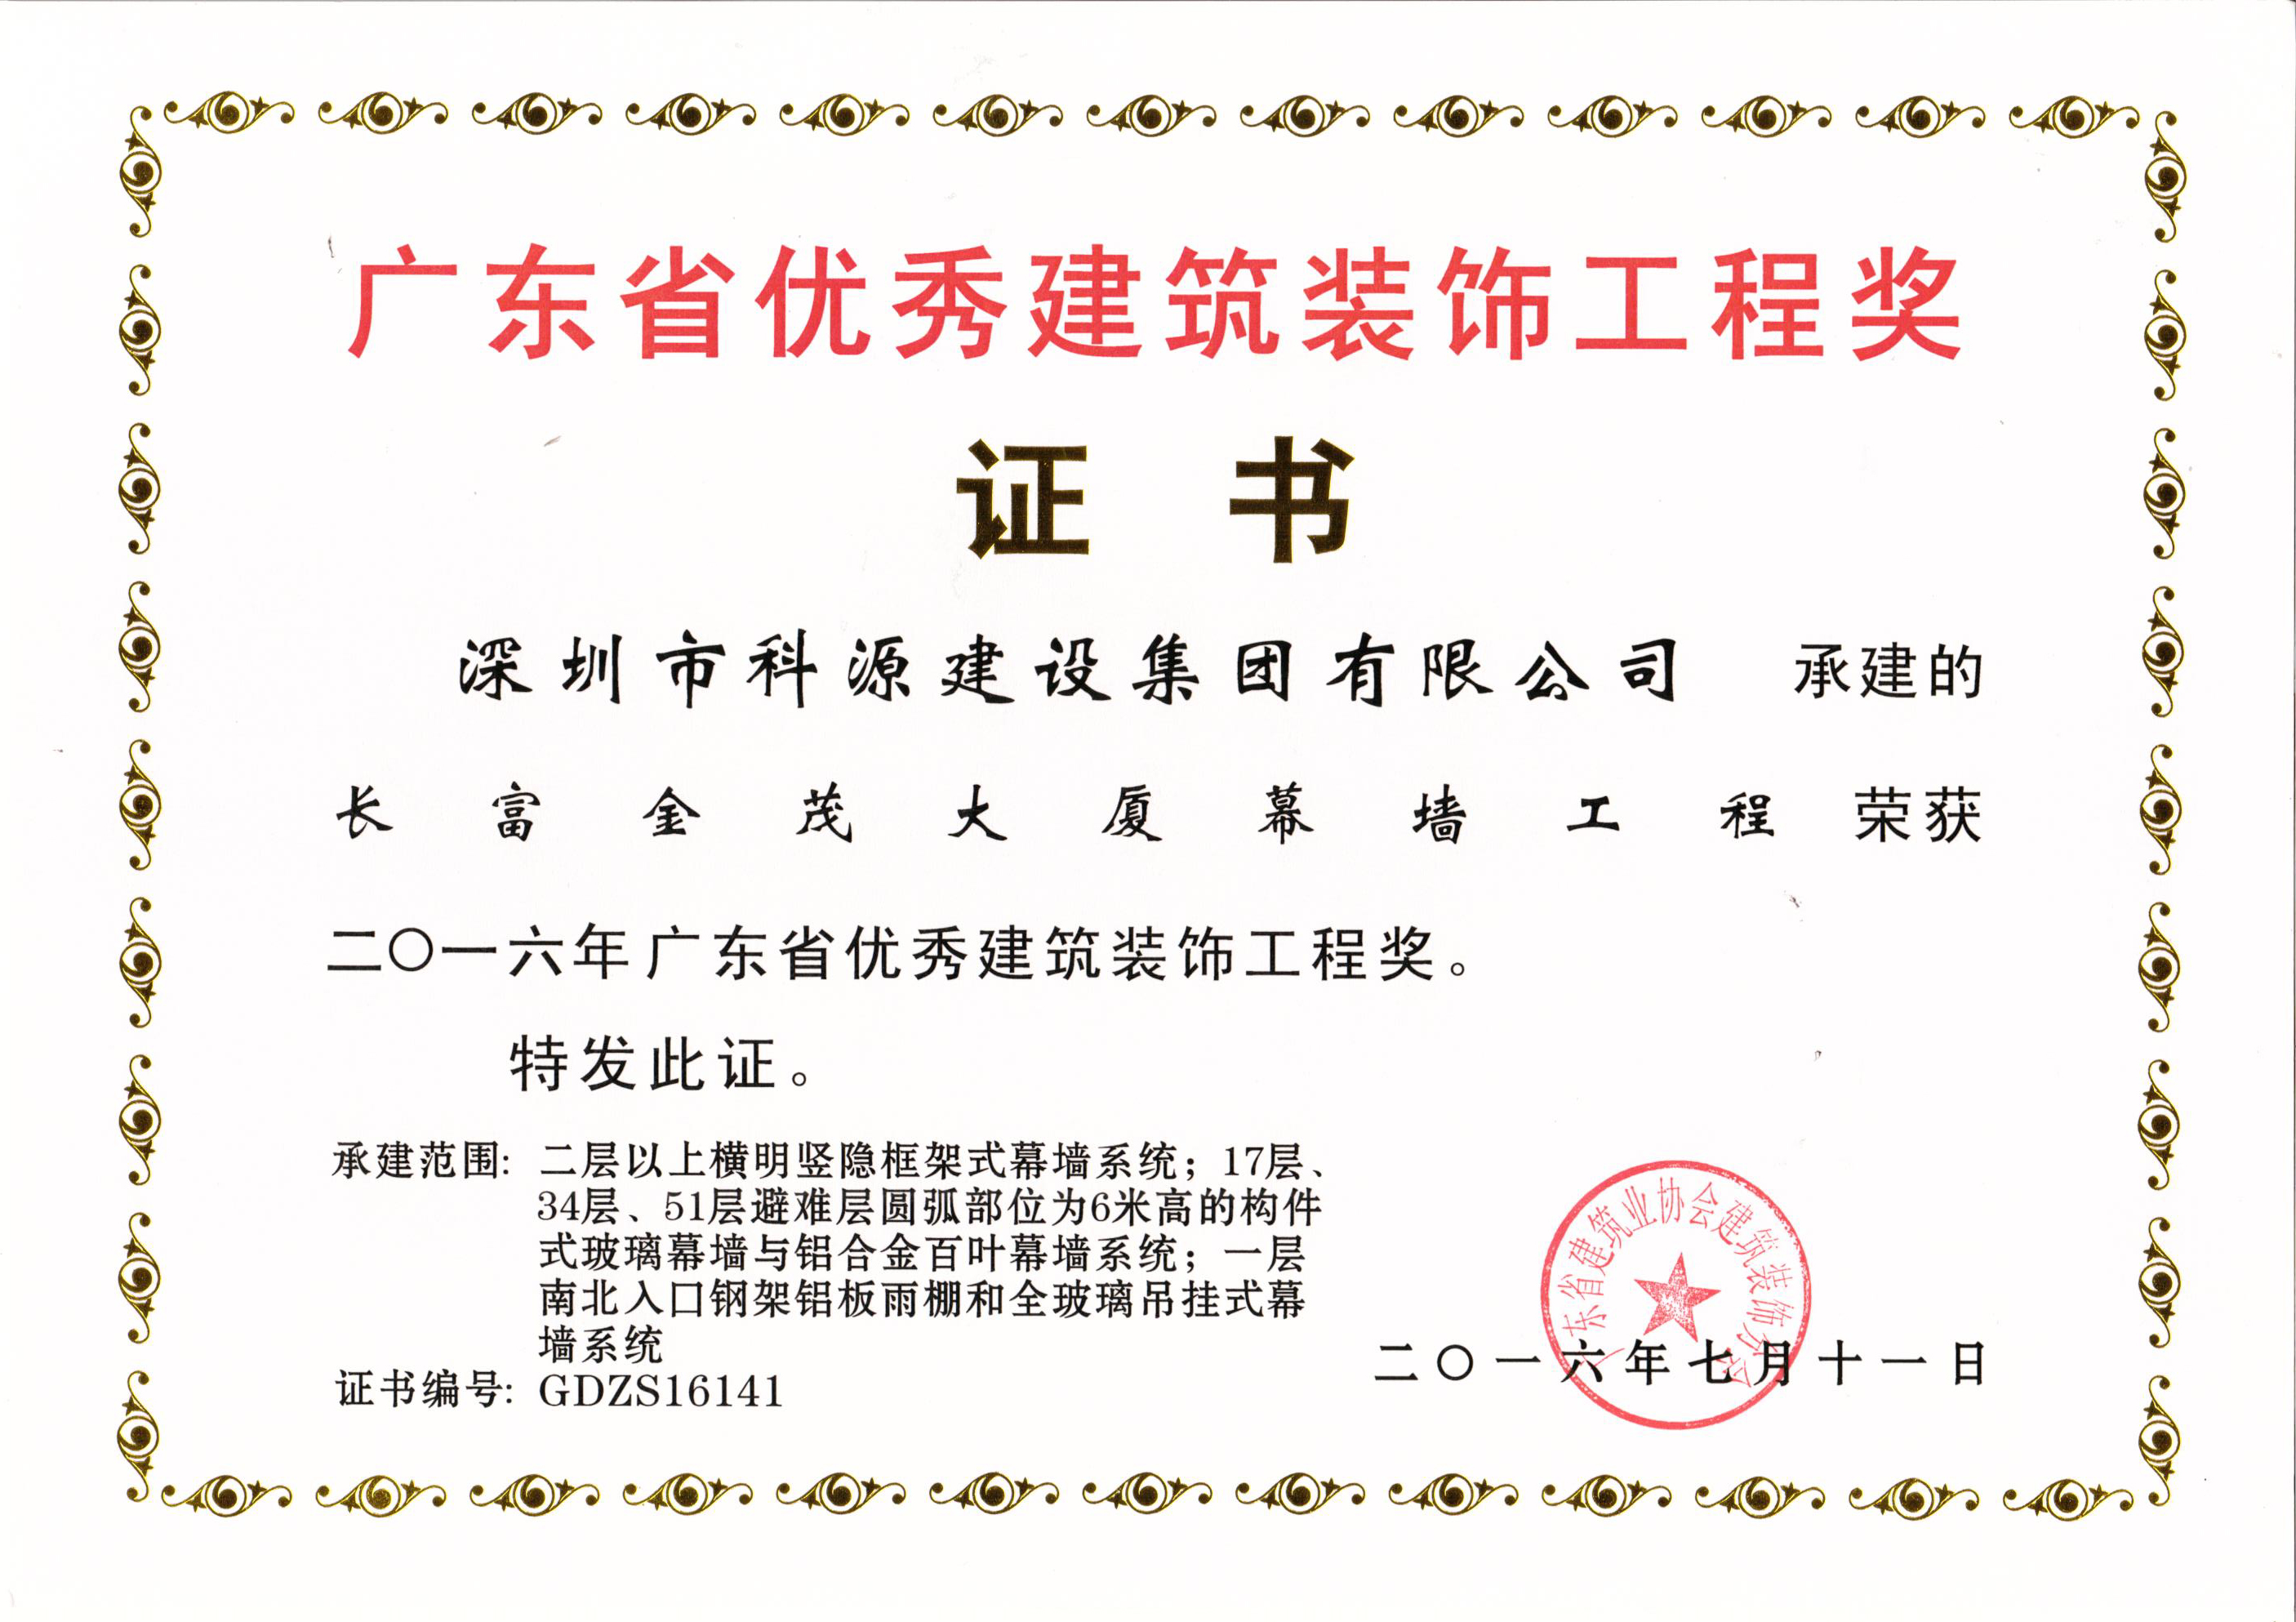 广东省优秀建筑装饰工程奖
证书
深圳市科源建设集团有限公司 承建的
长富金茂大厦幕墙工程 荣获
二〇一六年广东省优秀建筑装饰工程奖。
特发此证。
承建范围: 二层以上横明竖隐框架式幕墙系统；17层、
34层、51层避难层圆弧部位为6米高的构件
式玻璃幕墙与铝合金百叶幕墙系统；一层
南北入口钢架铝板雨棚和全玻璃吊挂式幕
墙系统
证书编号: GDZS16141
广东省建筑业协会建筑装饰分会
二〇一六年七月十一日